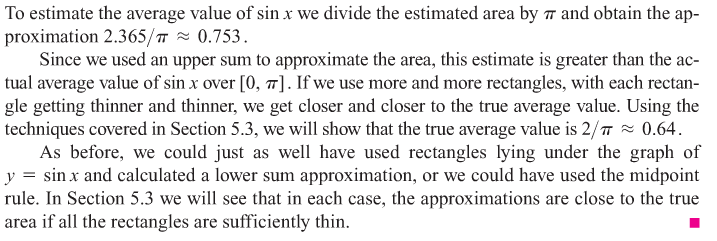 To estimate the average value of sin x we divide the estimated area by π and obtain the ap-
proximation 2.365/π ≈ 0.753.
Since we used an upper sum to approximate the area, this estimate is greater than the ac-
tual average value of sin x over [0, π]. If we use more and more rectangles, with each rectan-
gle getting thinner and thinner, we get closer and closer to the true average value. Using the
techniques covered in Section 5.3, we will show that the true average value is 2/π ≈ 0.64.
As before, we could just as well have used rectangles lying under the graph of
y = sin x and calculated a lower sum approximation, or we could have used the midpoint
rule. In Section 5.3 we will see that in each case, the approximations are close to the true
area if all the rectangles are sufficiently thin.